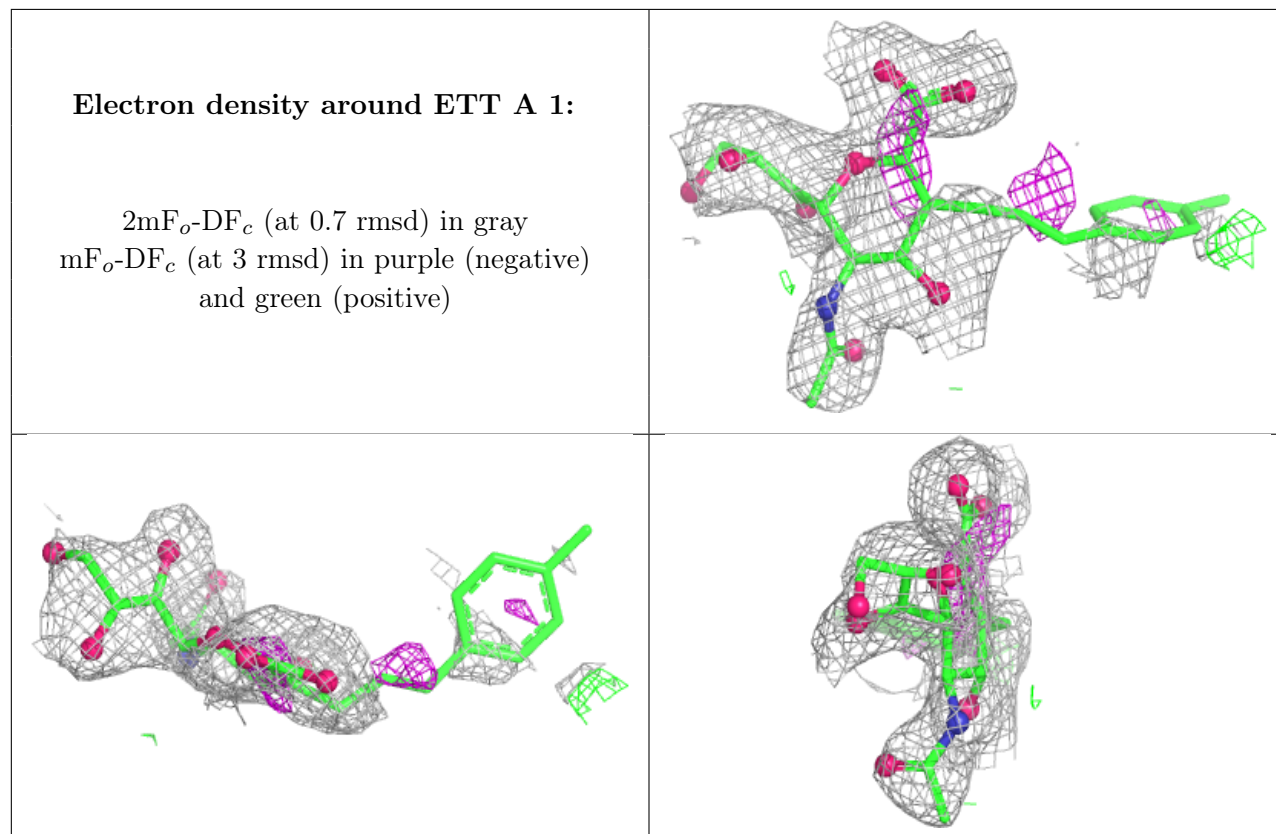 Electron density around ETT A 1:
2mFo-DFc (at 0.7 rmsd) in gray
mFo-DFc (at 3 rmsd) in purple (negative)
and green (positive)